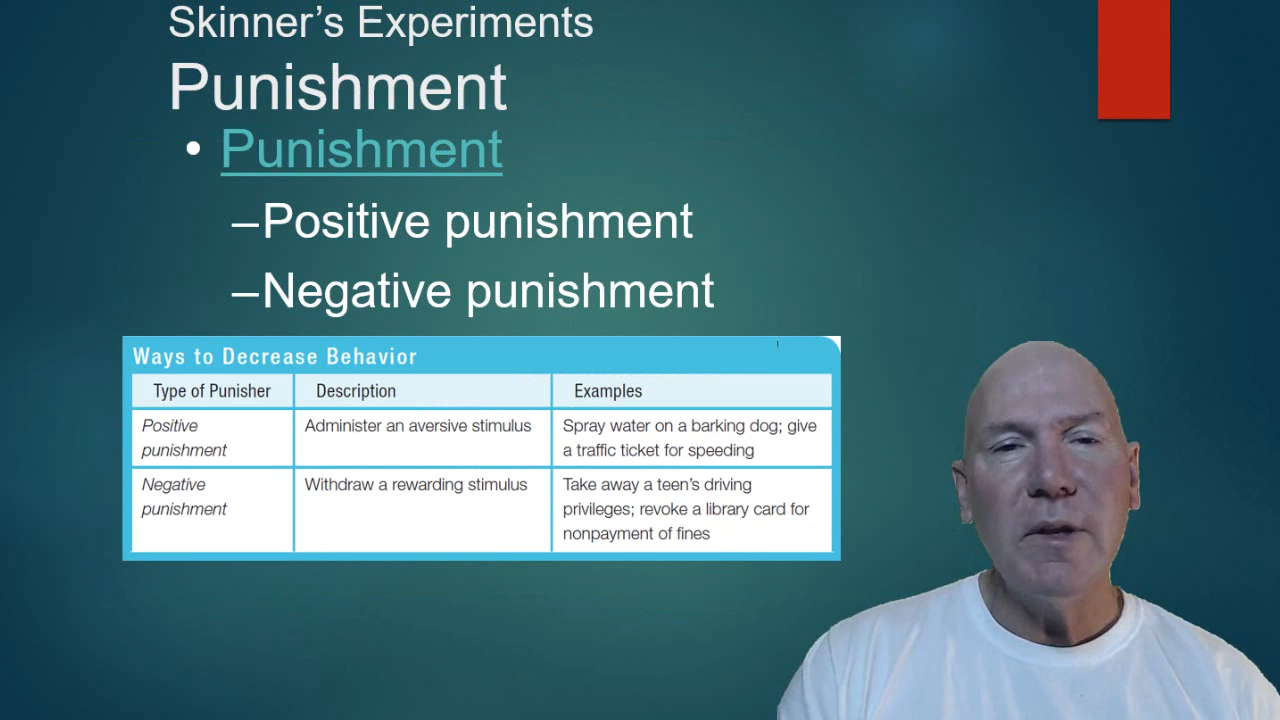 Skinner’s Experiments
Punishment
• Punishment
–Positive punishment
–Negative punishment
Ways to Decrease Behavior
Type of Punisher Description Examples
Positive punishment Administer an aversive stimulus Spray water on a barking dog; give a traffic ticket for speeding
Negative punishment Withdraw a rewarding stimulus Take away a teen’s driving privileges; revoke a library card for nonpayment of fines